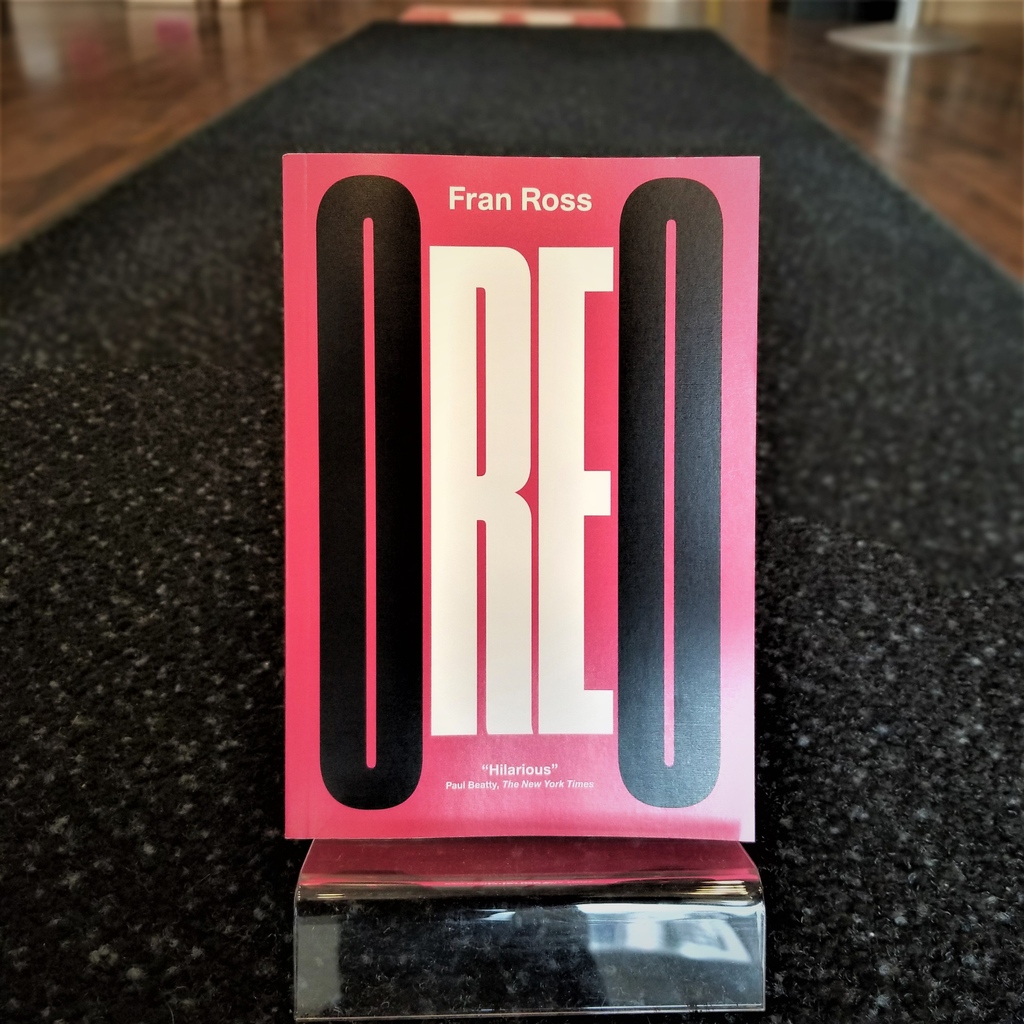 Fran Ross
OREO
“Hilarious”
Paul Beatty, The New York Times